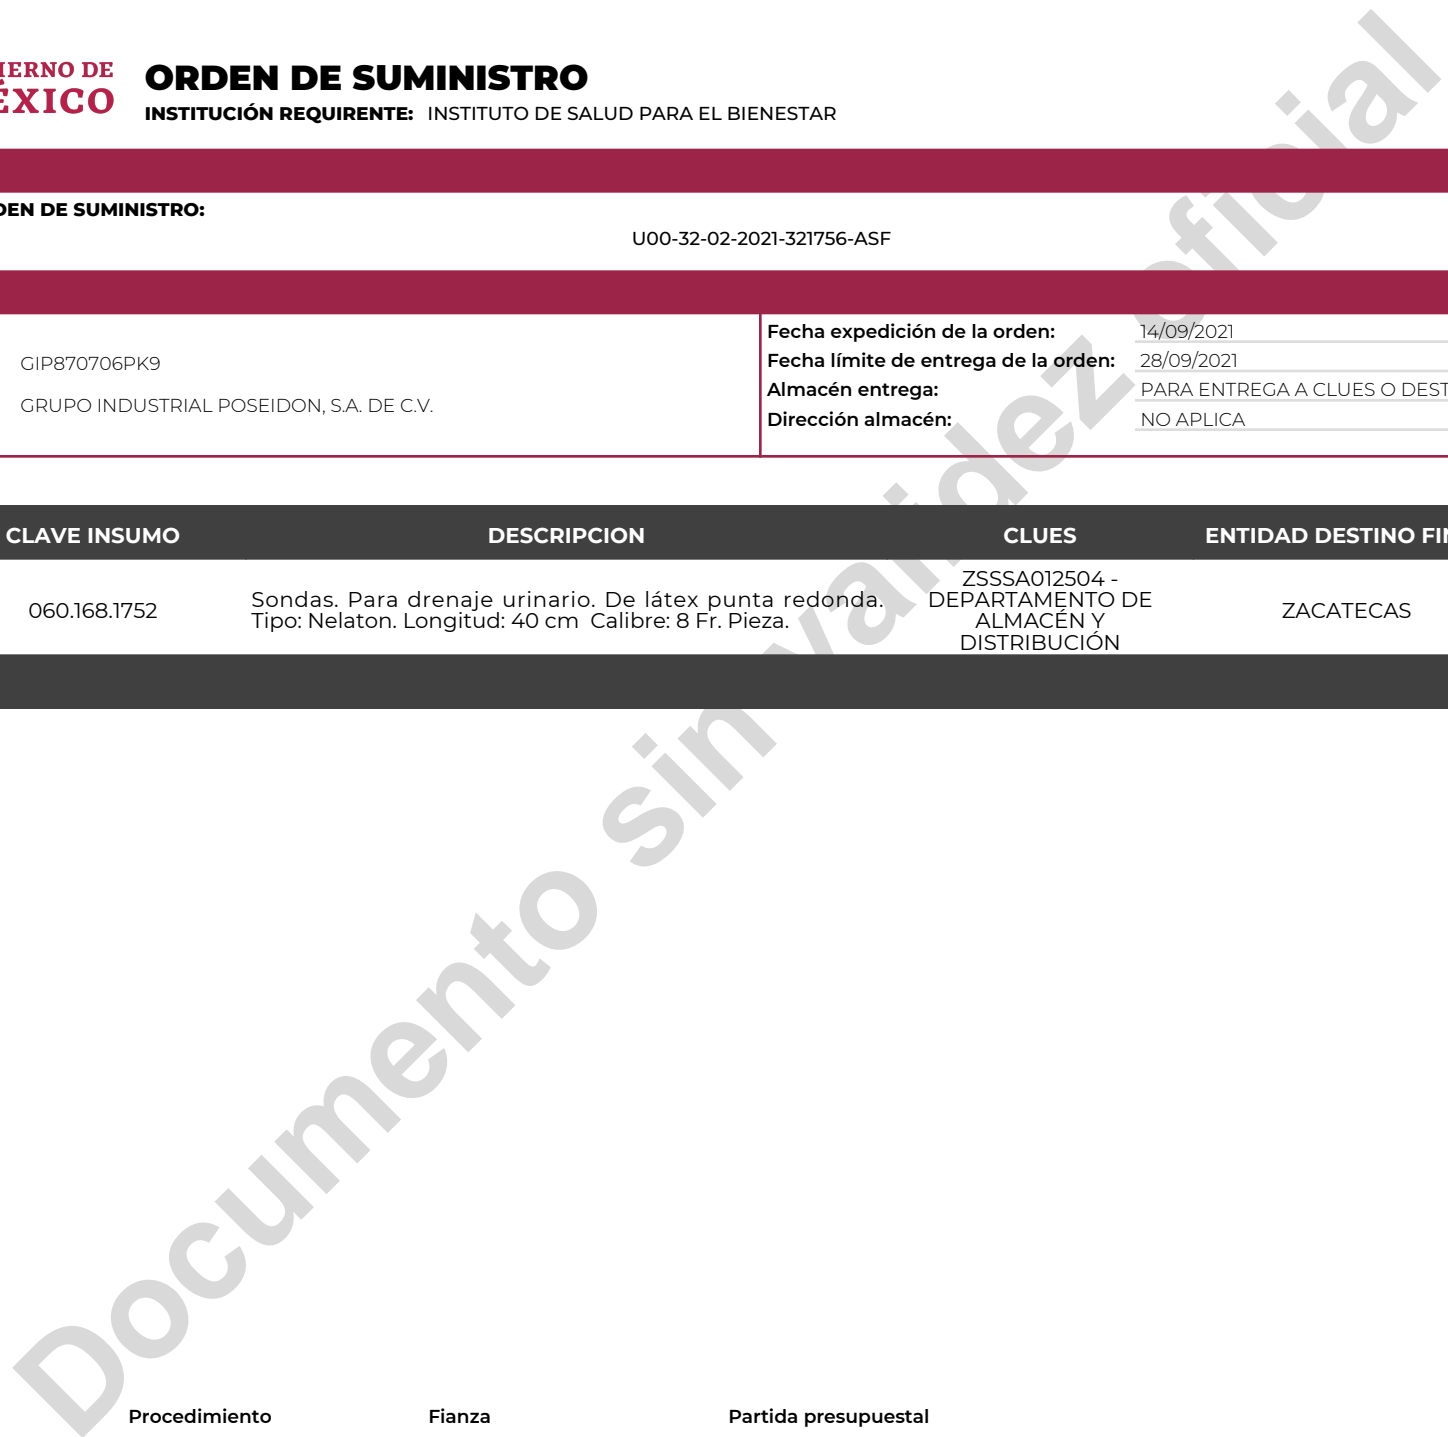 IERNO DE
ÉXICO
ORDEN DE SUMINISTRO
INSTITUCIÓN REQUIRENTE: INSTITUTO DE SALUD PARA EL BIENESTAR
DEN DE SUMINISTRO:
U00-32-02-2021-321756-ASF
GIP870706PK9
GRUPO INDUSTRIAL POSEIDON, S.A. DE C.V.
Fecha expedición de la orden: 14/09/2021
Fecha límite de entrega de la orden: 28/09/2021
Almacén entrega: PARA ENTREGA A CLUES O DEST
Dirección almacén: NO APLICA
CLAVE INSUMO DESCRIPCION CLUES ENTIDAD DESTINO FIN
060.168.1752
Sondas. Para drenaje urinario. De látex punta redonda.
Tipo: Nelaton. Longitud: 40 cm Calibre: 8 Fr. Pieza.
ZSSSA012504 -
DEPARTAMENTO DE
ALMACÉN Y
DISTRIBUCIÓN
ZACATECAS
Documento sin validez oficial
Procedimiento Fianza Partida presupuestal